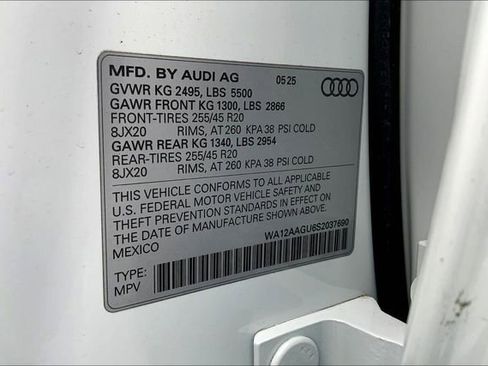 MFD. BY AUDI AG 05 25
GVWR KG 2495, LBS 5500
GAWR FRONT KG 1300, LBS 2866
FRONT-TIRES 255/45 R20
8JX20 RIMS, AT 260 KPA 38 PSI COLD
GAWR REAR KG 1340, LBS 2954
REAR-TIRES 255/45 R20
8JX20 RIMS, AT 260 KPA 38 PSI COLD
THIS VEHICLE CONFORMS TO ALL APPLICABLE
U.S. FEDERAL MOTOR VEHICLE SAFETY AND
THEFT PREVENTION STANDARDS IN EFFECT ON
THE DATE OF MANUFACTURE SHOWN ABOVE.
MEXICO WA12AAGU6S2037690
TYPE:
MPV